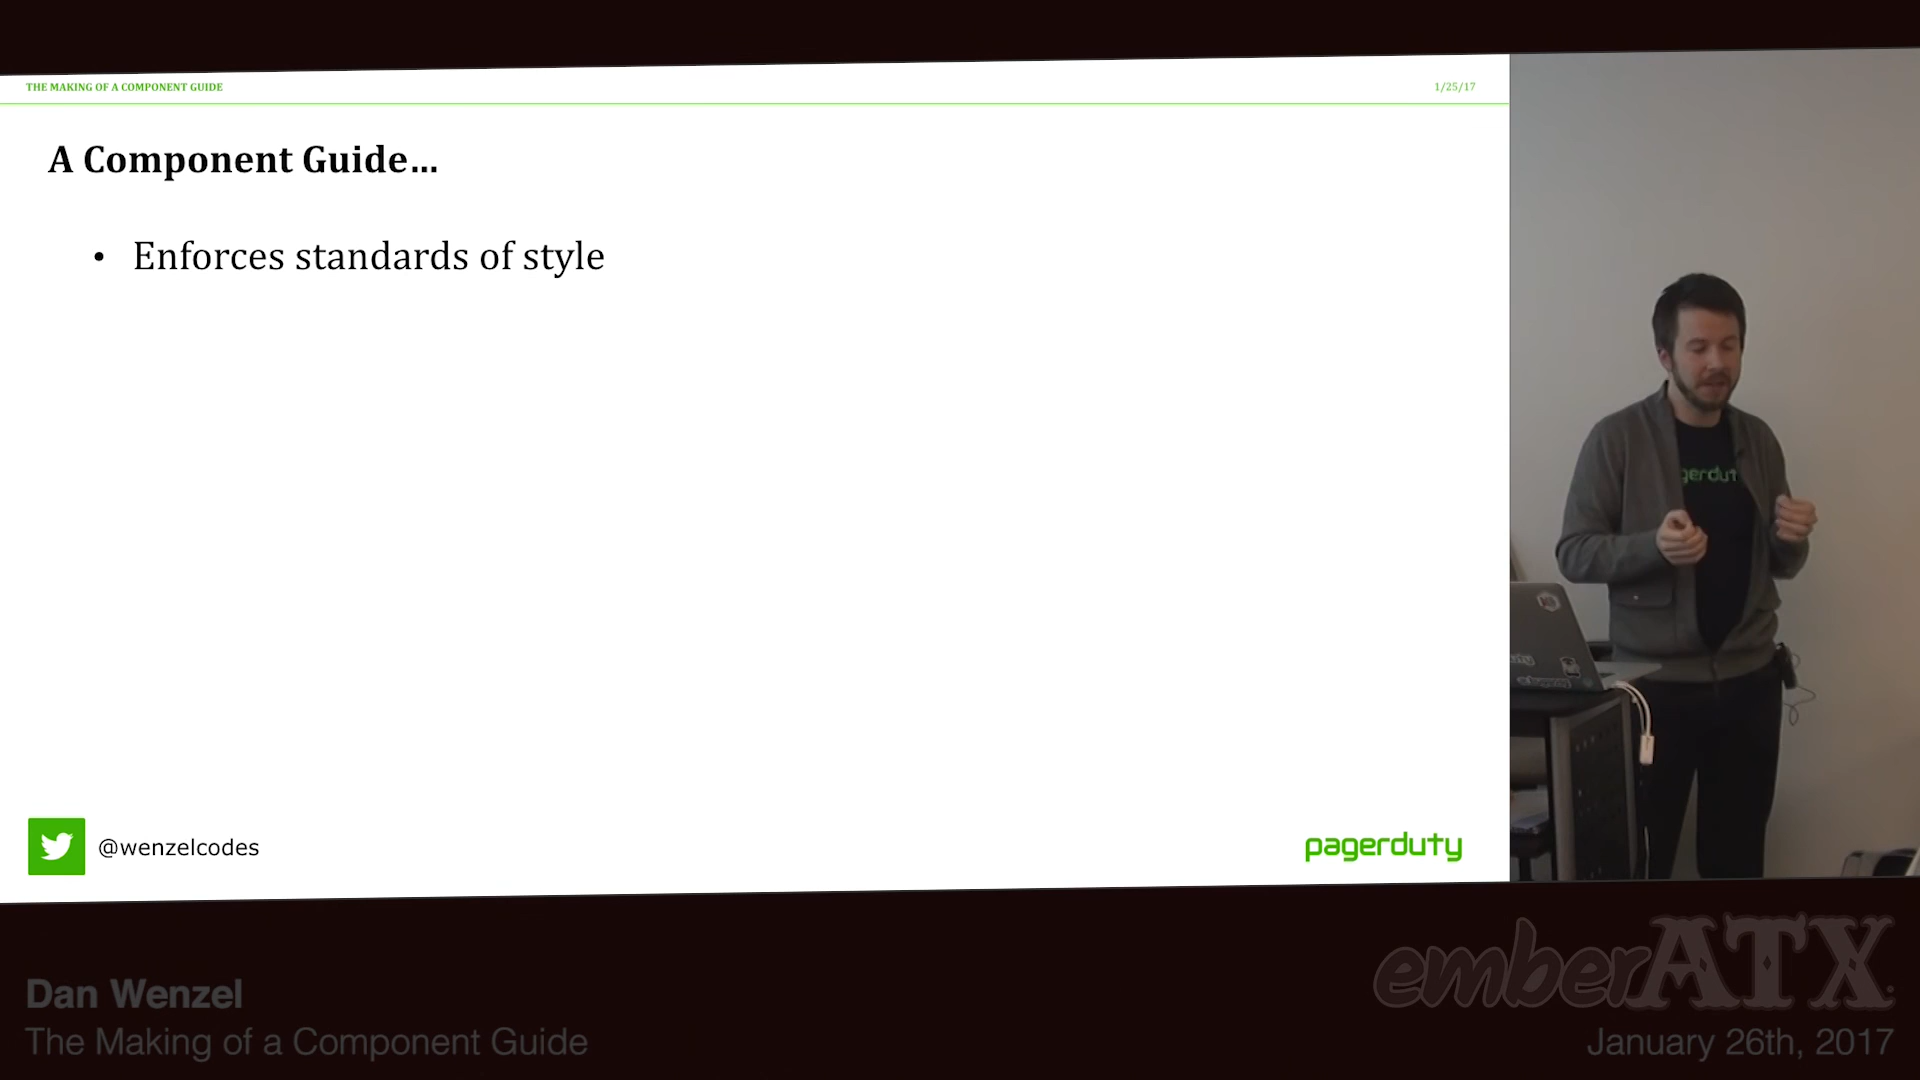 THE MAKING OF A COMPONENT GUIDE
1/25/17
A Component Guide...
• Enforces standards of style
gerdut
@wenzelcodes
pagerduty
emberATX
Dan Wenzel
The Making of a Component Guide
January 26th, 2017